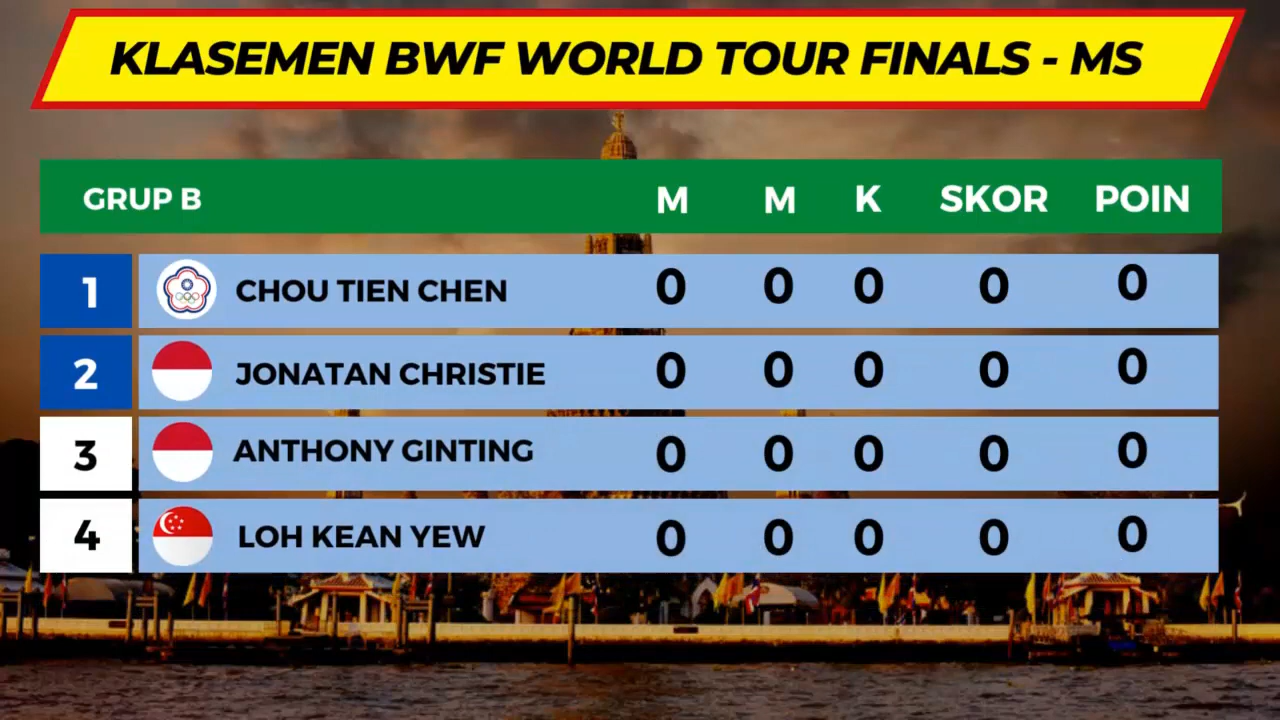 KLASEMEN BWF WORLD TOUR FINALS - MS
GRUP B M M K SKOR POIN
1 CHOU TIEN CHEN 0 0 0 0 0
2 JONATAN CHRISTIE 0 0 0 0 0
3 ANTHONY GINTING 0 0 0 0 0
4 LOH KEAN YEW 0 0 0 0 0